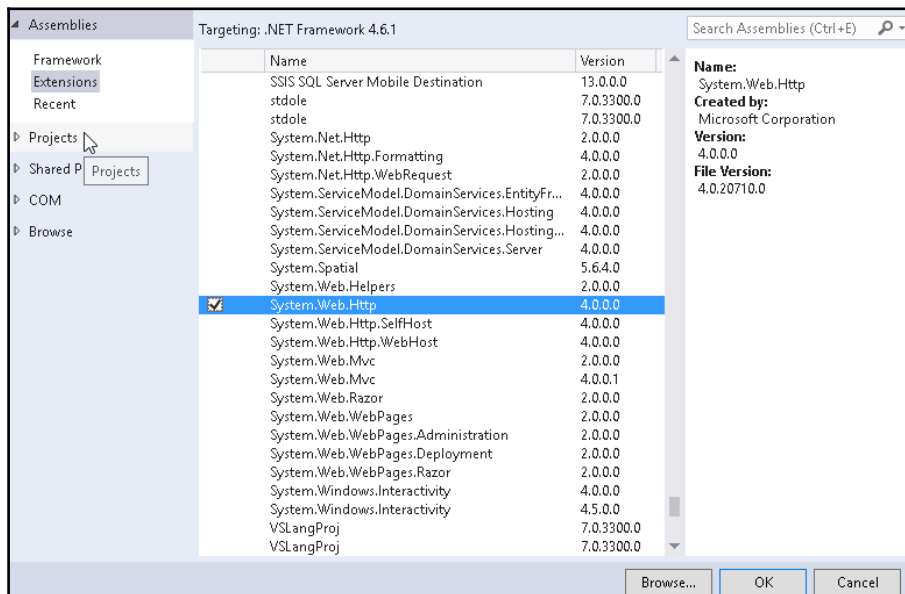 Assemblies
Framework
Extensions
Recent
Projects
Shared P
Projects
COM
Browse
Targeting: .NET Framework 4.6.1
Name Version
SSIS SQL Server Mobile Destination 13.0.0.0
stdole 7.0.3300.0
stdole 7.0.3300.0
System.Net.Http 2.0.0.0
System.Net.Http.Formatting 4.0.0.0
System.Net.Http.WebRequest 2.0.0.0
System.ServiceModel.DomainServices.EntityFr... 4.0.0.0
System.ServiceModel.DomainServices.Hosting 4.0.0.0
System.ServiceModel.DomainServices.Hosting... 4.0.0.0
System.ServiceModel.DomainServices.Server 4.0.0.0
System.Spatial 5.6.4.0
System.Web.Helpers 2.0.0.0
System.Web.Http 4.0.0.0
System.Web.Http.SelfHost 4.0.0.0
System.Web.Http.WebHost 4.0.0.0
System.Web.Mvc 2.0.0.0
System.Web.Mvc 4.0.0.1
System.Web.Razor 2.0.0.0
System.Web.WebPages 2.0.0.0
System.Web.WebPages.Administration 2.0.0.0
System.Web.WebPages.Deployment 2.0.0.0
System.Web.WebPages.Razor 2.0.0.0
System.Windows.Interactivity 4.0.0.0
System.Windows.Interactivity 4.5.0.0
VSLangProj 7.0.3300.0
VSLangProj 7.0.3300.0
Search Assemblies (Ctrl+E)
Name:
System.Web.Http
Created by:
Microsoft Corporation
Version:
4.0.0.0
File Version:
4.0.20710.0
Browse... OK Cancel